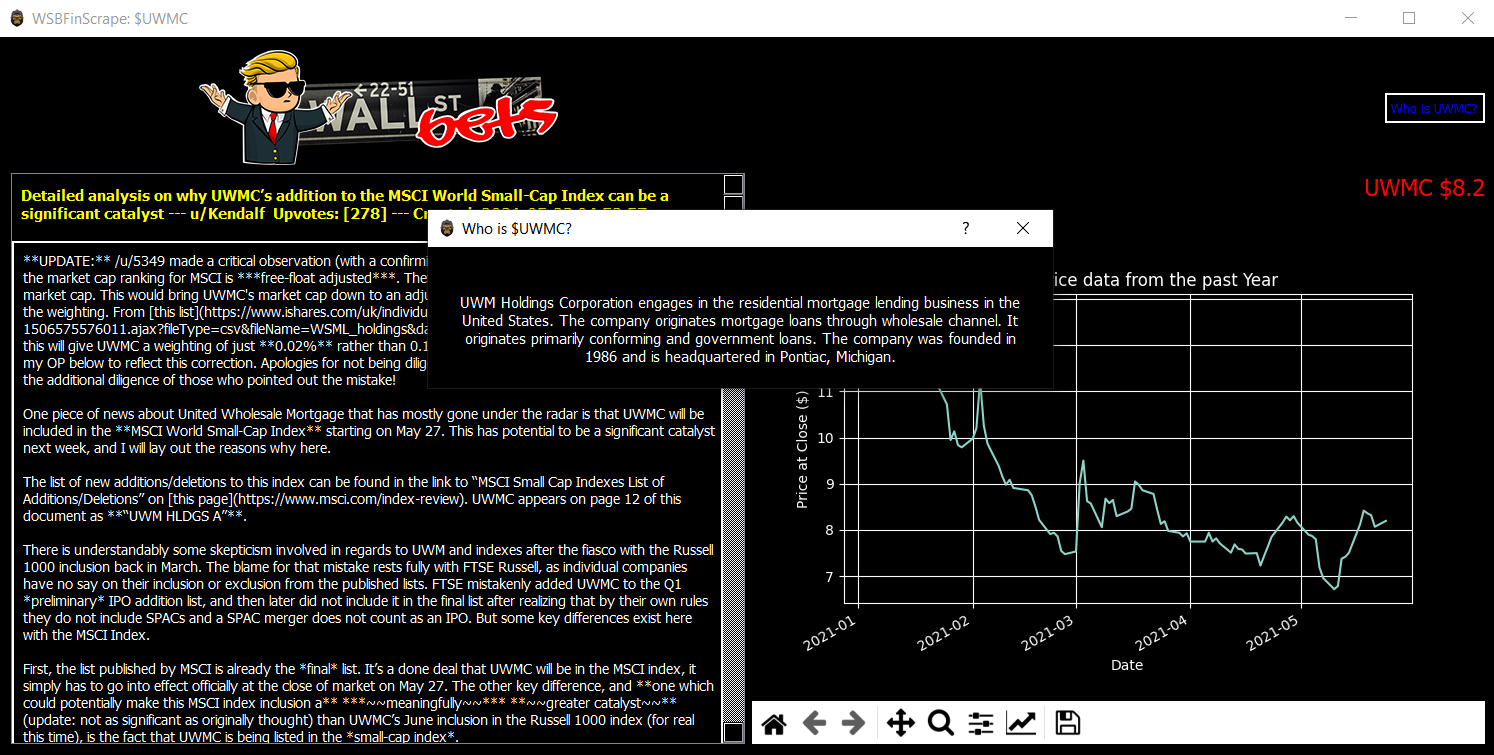 WSBFinScrape: $UWMC
22-51
WALL ST
bets
Who is UWMC?
UWMC $8.2
Detailed analysis on why UWMC’s addition to the MSCI World Small-Cap Index can be a
significant catalyst --- u/Kendalf Upvotes: [278] ---
Who is $UWMC?
?
UWM Holdings Corporation engages in the residential mortgage lending business in the
United States. The company originates mortgage loans through wholesale channel. It
originates primarily conforming and government loans. The company was founded in
1986 and is headquartered in Pontiac, Michigan.
**UPDATE:** /u/5349 made a critical observation (with a
the market cap ranking for MSCI is ***free-float adjusted***.
market cap. This would bring UWMC's market cap down to an
the weighting. From [this list](https://www.ishares.com/uk/
1506575576011.ajax?fileType=csv&fileName=WSML_holdings&
this will give UWMC a weighting of just **0.02%** rather than
my OP below to reflect this correction. Apologies for not being
the additional diligence of those who pointed out the mistake!
One piece of news about United Wholesale Mortgage that has mostly gone under the radar is that UWMC will be
included in the **MSCI World Small-Cap Index** starting on May 27. This has potential to be a significant catalyst
next week, and I will lay out the reasons why here.
The list of new additions/deletions to this index can be found in the link to “MSCI Small Cap Indexes List of
Additions/Deletions” on [this page](https://www.msci.com/index-review). UWMC appears on page 12 of this
document as **“UWM HLDGS A”**.
There is understandably some skepticism involved in regards to UWM and indexes after the fiasco with the Russell
1000 inclusion back in March. The blame for that mistake rests fully with FTSE Russell, as individual companies
have no say on their inclusion or exclusion from the published lists. FTSE mistakenly added UWMC to the Q1
*preliminary* IPO addition list, and then later did not include it in the final list after realizing that by their own rules
they do not include SPACs and a SPAC merger does not count as an IPO. But some key differences exist here
with the MSCI Index.
First, the list published by MSCI is already the *final* list. It’s a done deal that UWMC will be in the MSCI index, it
simply has to go into effect officially at the close of market on May 27. The other key difference, and **one which
could potentially make this MSCI index inclusion a** ***~~meaningfully~~*** **~~greater catalyst~~**
(update: not as significant as originally thought) than UWMC’s June inclusion in the Russell 1000 index (for real
this time), is the fact that UWMC is being listed in the *small-cap index*.
data from the past Year
Price at Close ($)
11
10
9
8
7
2021-01
2021-02
2021-03
2021-04
2021-05
Date